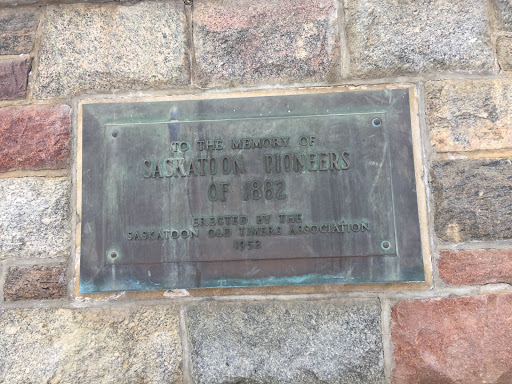 TO THE MEMORY OF
SASKATOON PIONEERS
OF 1882
ERECTED BY THE
SASKATOON OLD TIMERS ASSOCIATION
1952